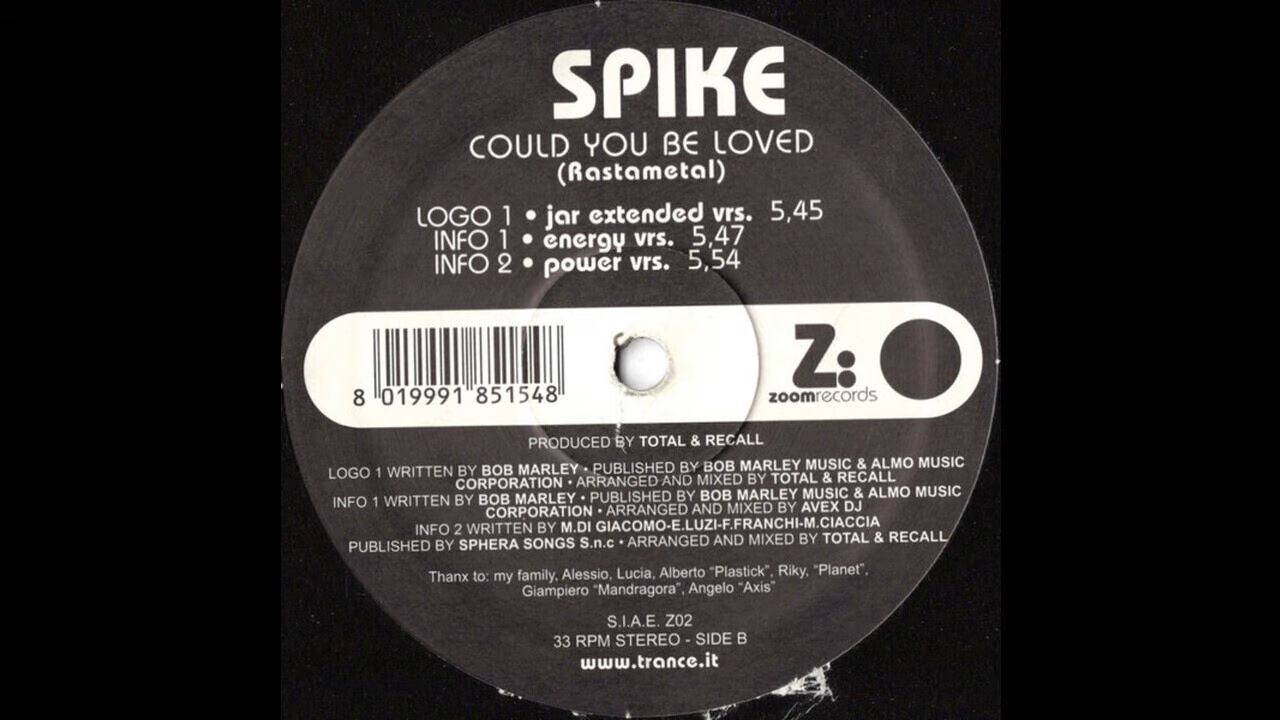 SPIKE
COULD YOU BE LOVED
(Rastametal)
LOGO 1 • jar extended vrs. 5,45
INFO 1 • energy vrs. 5,47
INFO 2 • power vrs. 5,54
8 019991 851548
Z:
zoomrecords
PRODUCED BY TOTAL & RECALL
LOGO 1 WRITTEN BY BOB MARLEY • PUBLISHED BY BOB MARLEY MUSIC & ALMO MUSIC
CORPORATION • ARRANGED AND MIXED BY TOTAL & RECALL
INFO 1 WRITTEN BY BOB MARLEY • PUBLISHED BY BOB MARLEY MUSIC & ALMO MUSIC
CORPORATION • ARRANGED AND MIXED BY AVEX DJ
INFO 2 WRITTEN BY M.DI GIACOMO-E.LUZI-F.FRANCHI-M.CIACCIA
PUBLISHED BY SPHERA SONGS S.n.c • ARRANGED AND MIXED BY TOTAL & RECALL
Thanx to: my family, Alessio, Lucia, Alberto "Plastick", Riky, "Planet",
Giampiero "Mandragora", Angelo "Axis"
S.I.A.E. Z02
33 RPM STEREO - SIDE B
www.trance.it